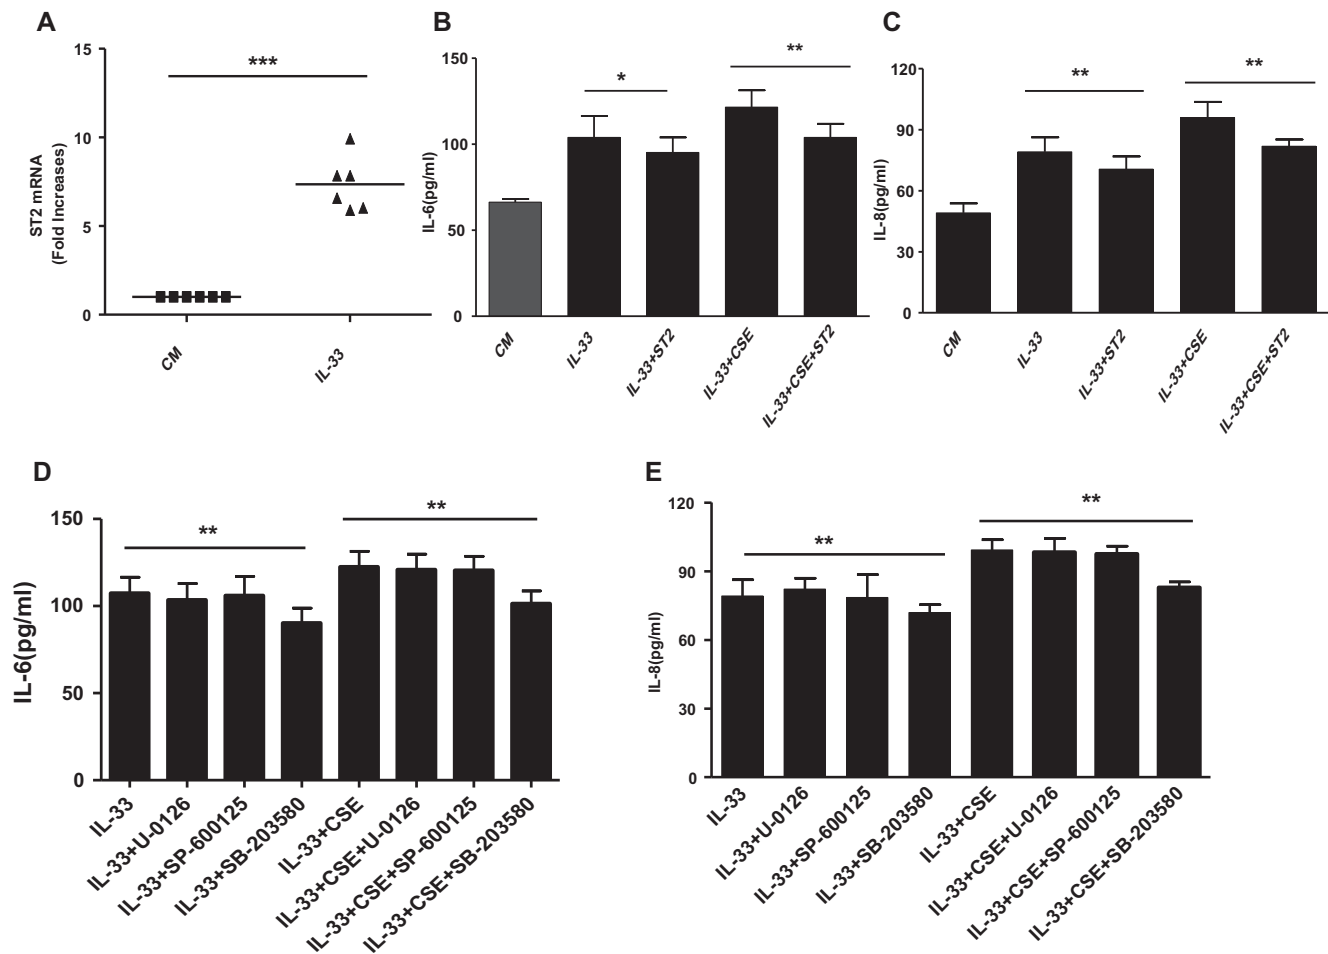 A
15
10
5
0
ST2 mRNA
(Fold Increases)
***
CM
IL-33
B
150
100
50
0
IL-6(pg/ml)
*
**
CM
IL-33
IL-33+ST2
IL-33+CSE
IL-33+CSE+ST2
C
120
90
60
30
0
IL-8(pg/ml)
**
**
CM
IL-33
IL-33+ST2
IL-33+CSE
IL-33+CSE+ST2
D
150
100
50
0
IL-6(pg/ml)
**
**
IL-33
IL-33+U-0126
IL-33+SP-600125
IL-33+SB-203580
IL-33+CSE
IL-33+CSE+U-0126
IL-33+CSE+SP-600125
IL-33+CSE+SB-203580
E
120
90
60
30
0
IL-8(pg/ml)
**
**
IL-33
IL-33+U-0126
IL-33+SP-600125
IL-33+SB-203580
IL-33+CSE
IL-33+CSE+U-0126
IL-33+CSE+SP-600125
IL-33+CSE+SB-203580